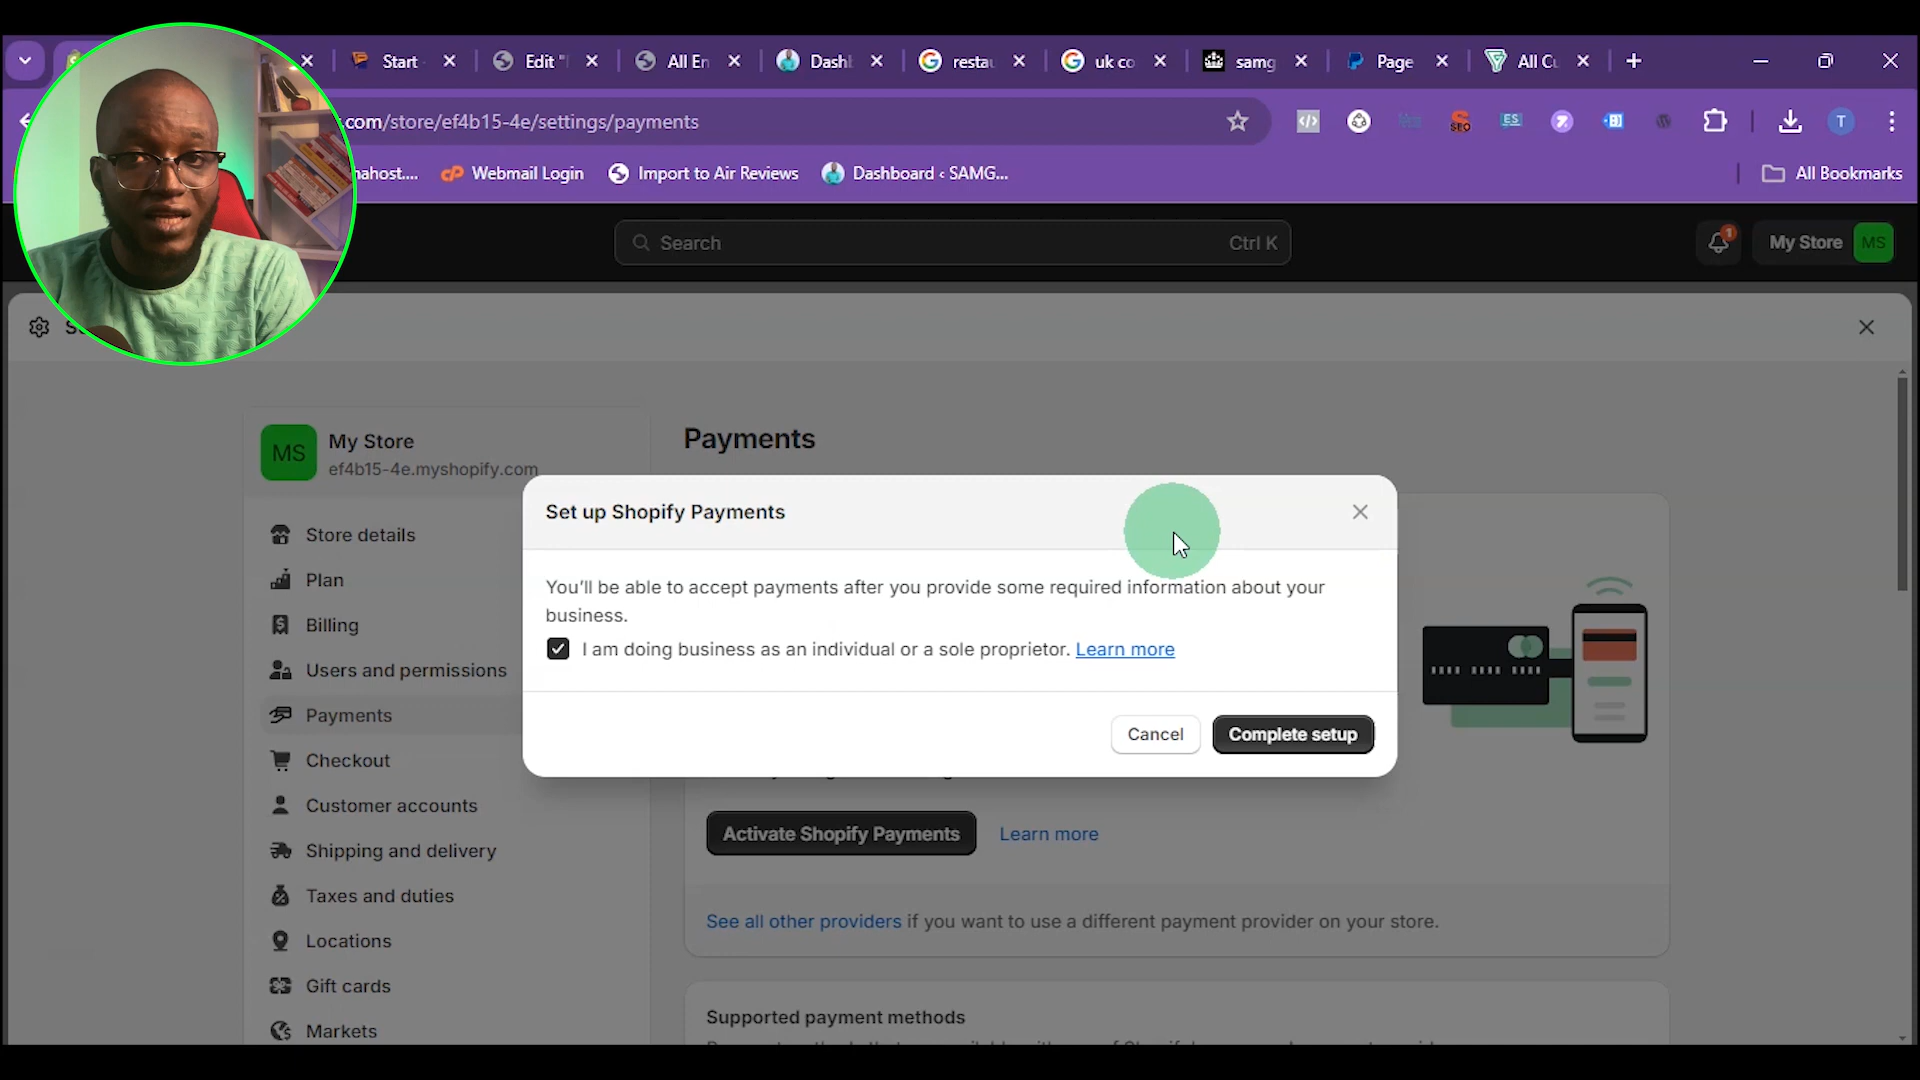 Start
Edit "
All En
Dash
restau
uk co
samg
Page
All Cu
.com/store/ef4b15-4e/settings/payments
SEO
ES
T
nahost....
cP Webmail Login
Import to Air Reviews
Dashboard ‹ SAMG...
All Bookmarks
Search
Ctrl K
1
My Store
MS
MS
My Store
ef4b15-4e.myshopify.com
Store details
Plan
Billing
Users and permissions
Payments
Checkout
Customer accounts
Shipping and delivery
Taxes and duties
Locations
Gift cards
Markets
Payments
Set up Shopify Payments
You'll be able to accept payments after you provide some required information about your
business.
I am doing business as an individual or a sole proprietor. Learn more
Cancel
Complete setup
Activate Shopify Payments
Learn more
See all other providers if you want to use a different payment provider on your store.
Supported payment methods